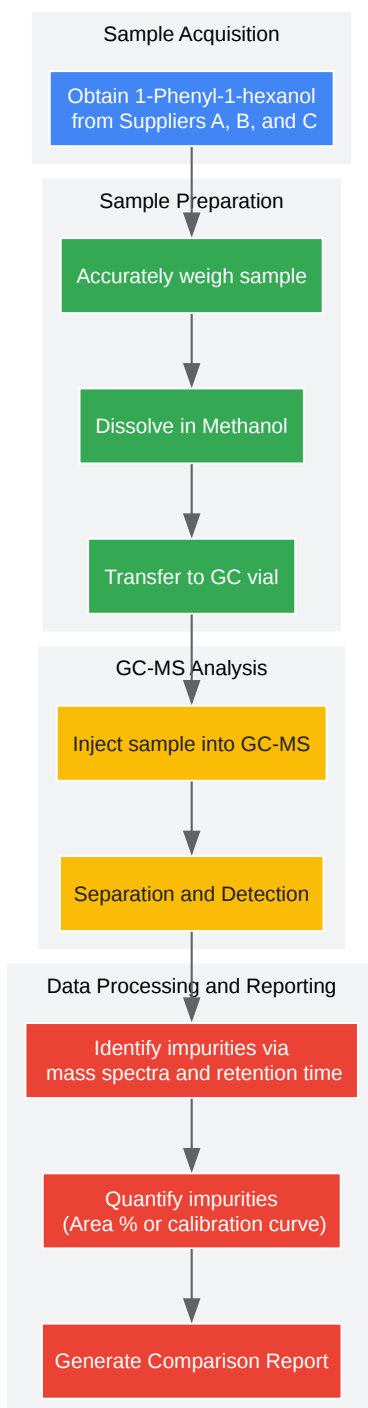 Sample Acquisition
Obtain 1-Phenyl-1-hexanol
from Suppliers A, B, and C
Sample Preparation
Accurately weigh sample
Dissolve in Methanol
Transfer to GC vial
GC-MS Analysis
Inject sample into GC-MS
Separation and Detection
Data Processing and Reporting
Identify impurities via
mass spectra and retention time
Quantify impurities
(Area % or calibration curve)
Generate Comparison Report